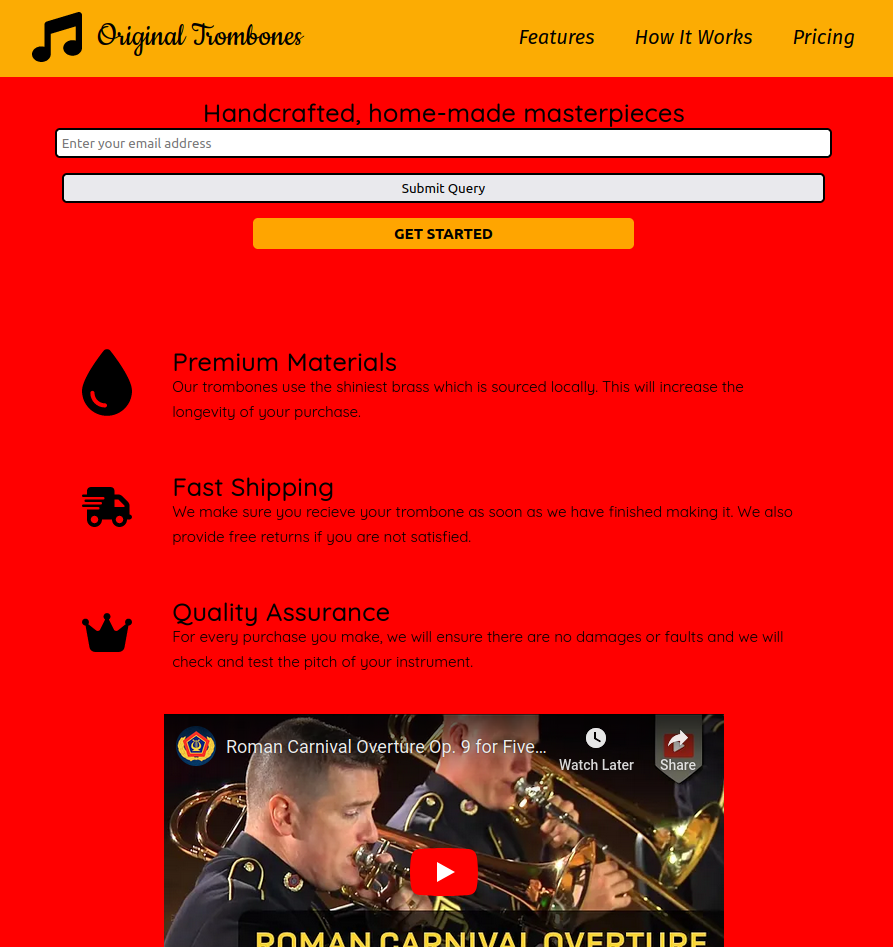 Original Trombones
Features
How It Works
Pricing
Handcrafted, home-made masterpieces
Enter your email address
Submit Query
GET STARTED
Premium Materials
Our trombones use the shiniest brass which is sourced locally. This will increase the
longevity of your purchase.
Fast Shipping
We make sure you recieve your trombone as soon as we have finished making it. We also
provide free returns if you are not satisfied.
Quality Assurance
For every purchase you make, we will ensure there are no damages or faults and we will
check and test the pitch of your instrument.
Roman Carnival Overture Op. 9 for Five...
Watch Later
Share
ROMAN CARNIVAL OVERTURE